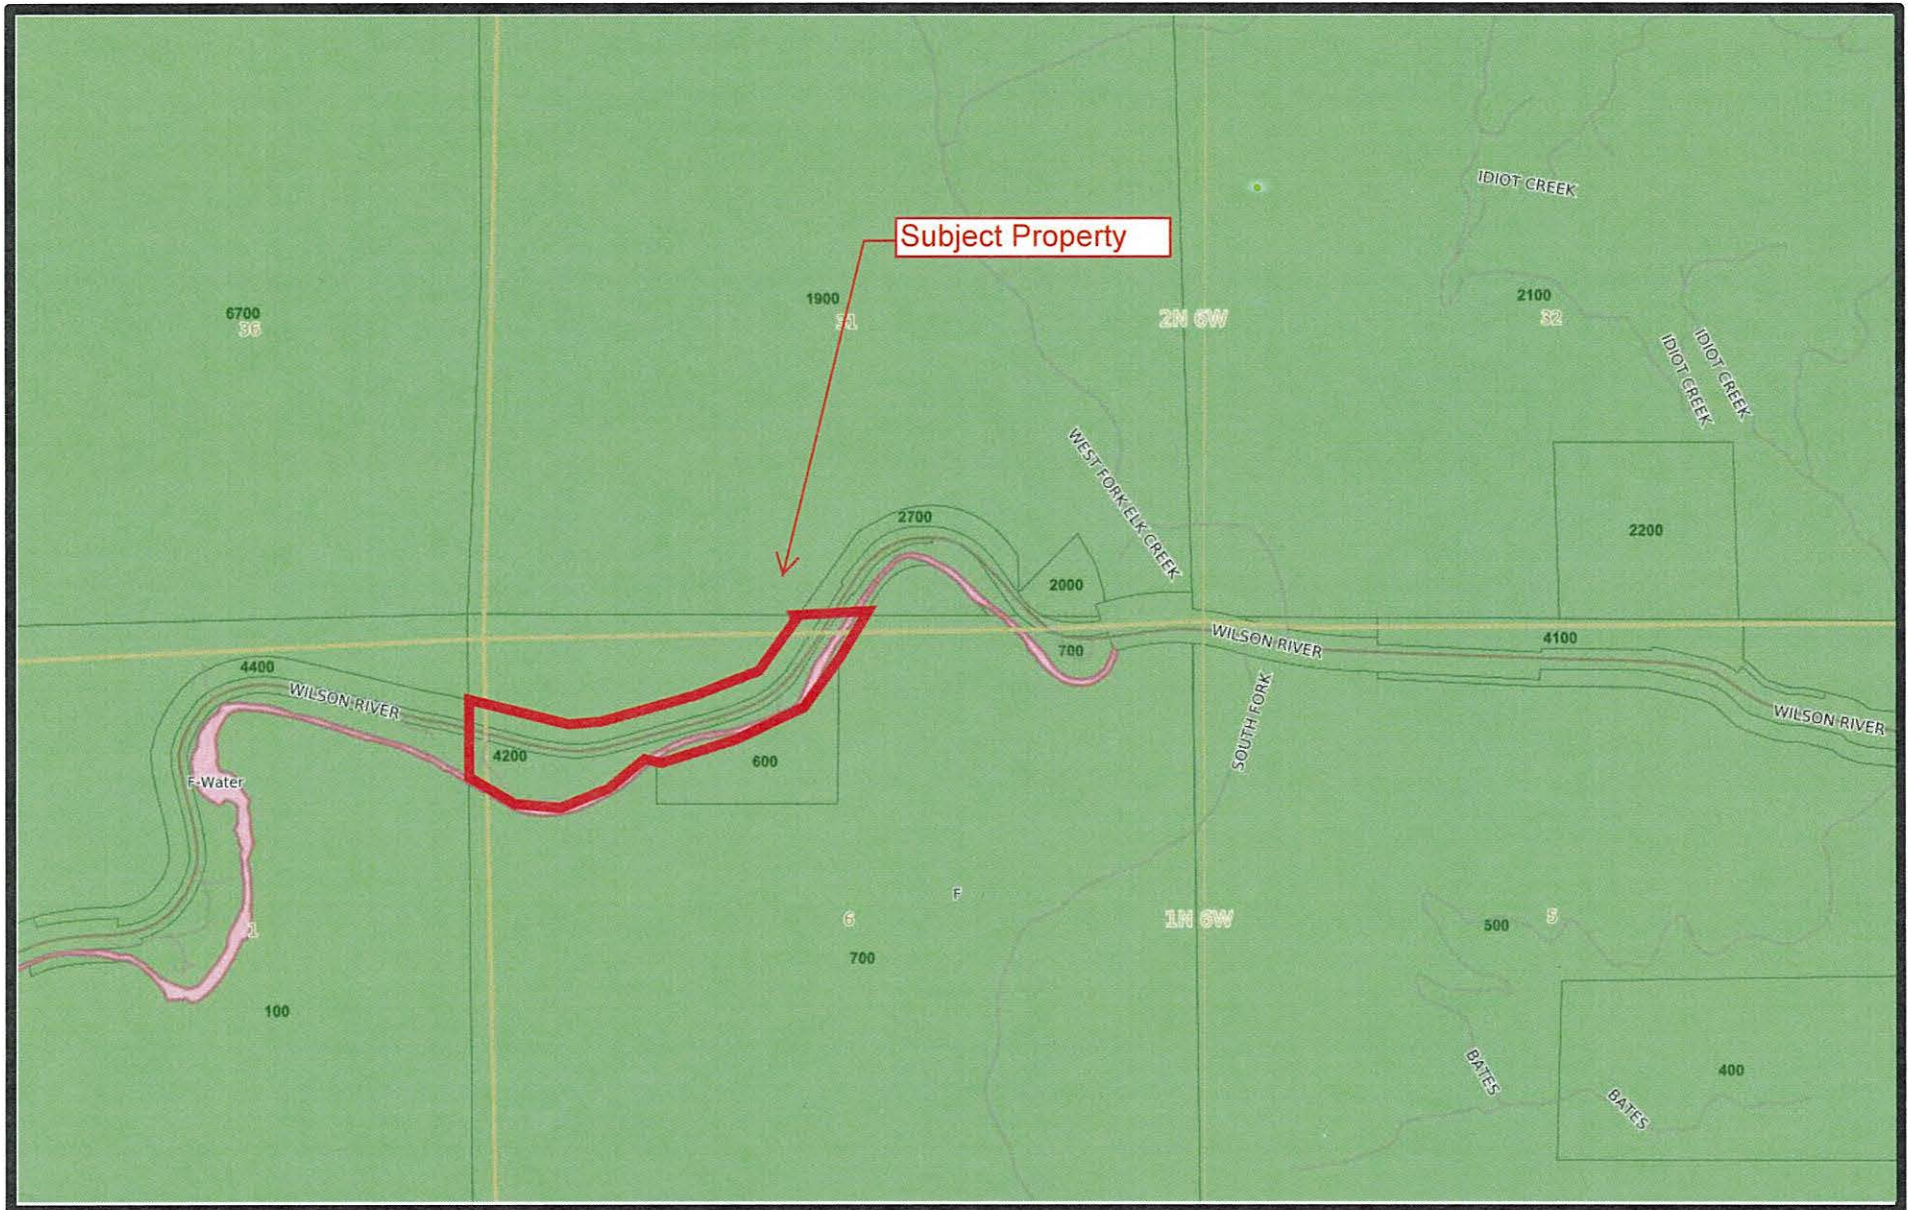 IDIOT CREEK
Subject Property
6700
36
1900
31
2N 6W
2100
32
IDIOT CREEK
IDIOT CREEK
WEST FORK ELK CREEK
2700
2200
2000
WILSON RIVER
4100
700
4400
WILSON RIVER
SOUTH FORK
WILSON RIVER
4200
600
F-Water
F
6
1N 6W
500
5
1
700
100
BATES
BATES
400